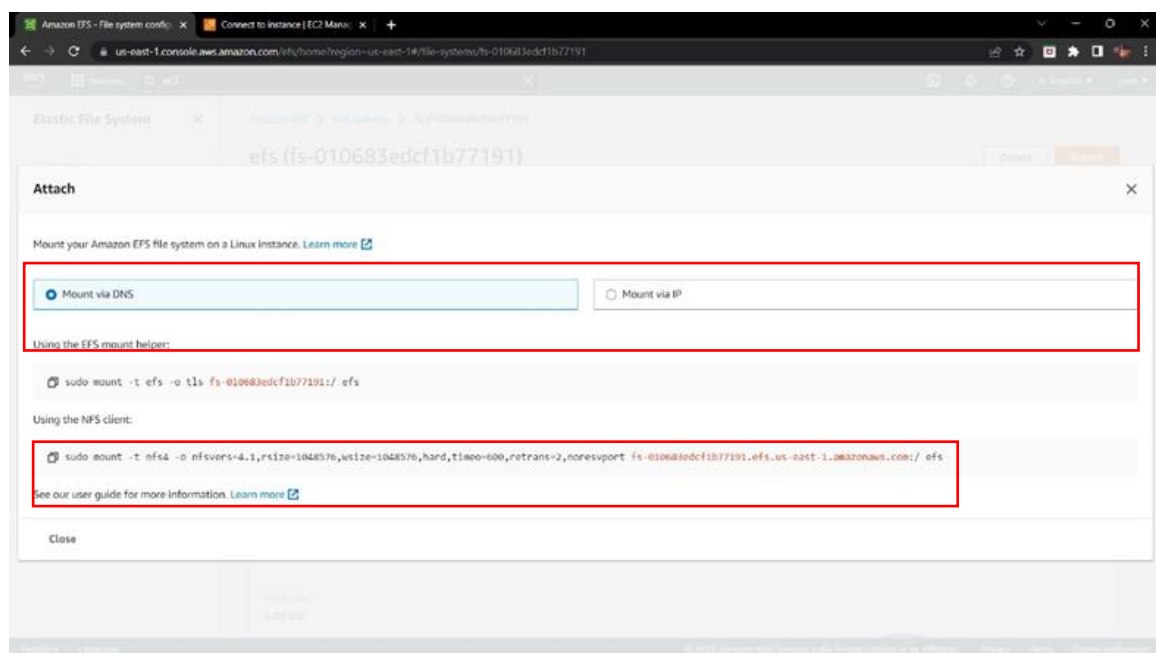 Amazon EFS - File system config
Connect to instance | EC2 Manag
us-east-1.console.aws.amazon.com/efs/home?region=us-east-1#/file-systems/fs-010683edcf1b77191
Elastic File System
efs (fs-010683edcf1b77191)
Delete
Attach
Attach
Mount your Amazon EFS file system on a Linux instance. Learn more
Mount via DNS
Mount via IP
Using the EFS mount helper:
sudo mount -t efs -o tls fs-010683edcf1b77191:/ efs
Using the NFS client:
sudo mount -t nfs4 -o nfsvers=4.1,rsize=1048576,wsize=1048576,hard,timeo=600,retrans=2,noresvport fs-010683edcf1b77191.efs.us-east-1.amazonaws.com:/ efs
See our user guide for more information. Learn more
Close